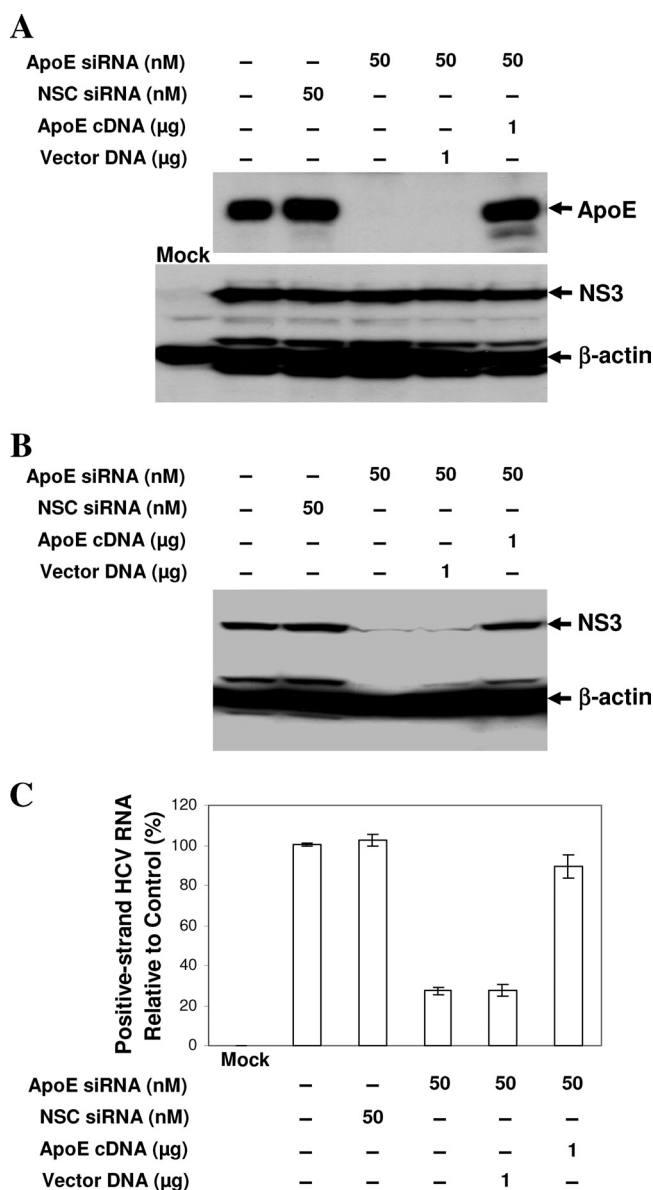 A
ApoE siRNA (nM) – – 50 50 50
NSC siRNA (nM) – 50 – – –
ApoE cDNA (µg) – – – – 1
Vector DNA (µg) – – – 1 –
ApoE
Mock
NS3
β-actin
B
ApoE siRNA (nM) – – 50 50 50
NSC siRNA (nM) – 50 – – –
ApoE cDNA (µg) – – – – 1
Vector DNA (µg) – – – 1 –
NS3
β-actin
C
Positive-strand HCV RNA
Relative to Control (%)
120
100
80
60
40
20
0
Mock
ApoE siRNA (nM) – – 50 50 50
NSC siRNA (nM) – 50 – – –
ApoE cDNA (µg) – – – – 1
Vector DNA (µg) – – – 1 –